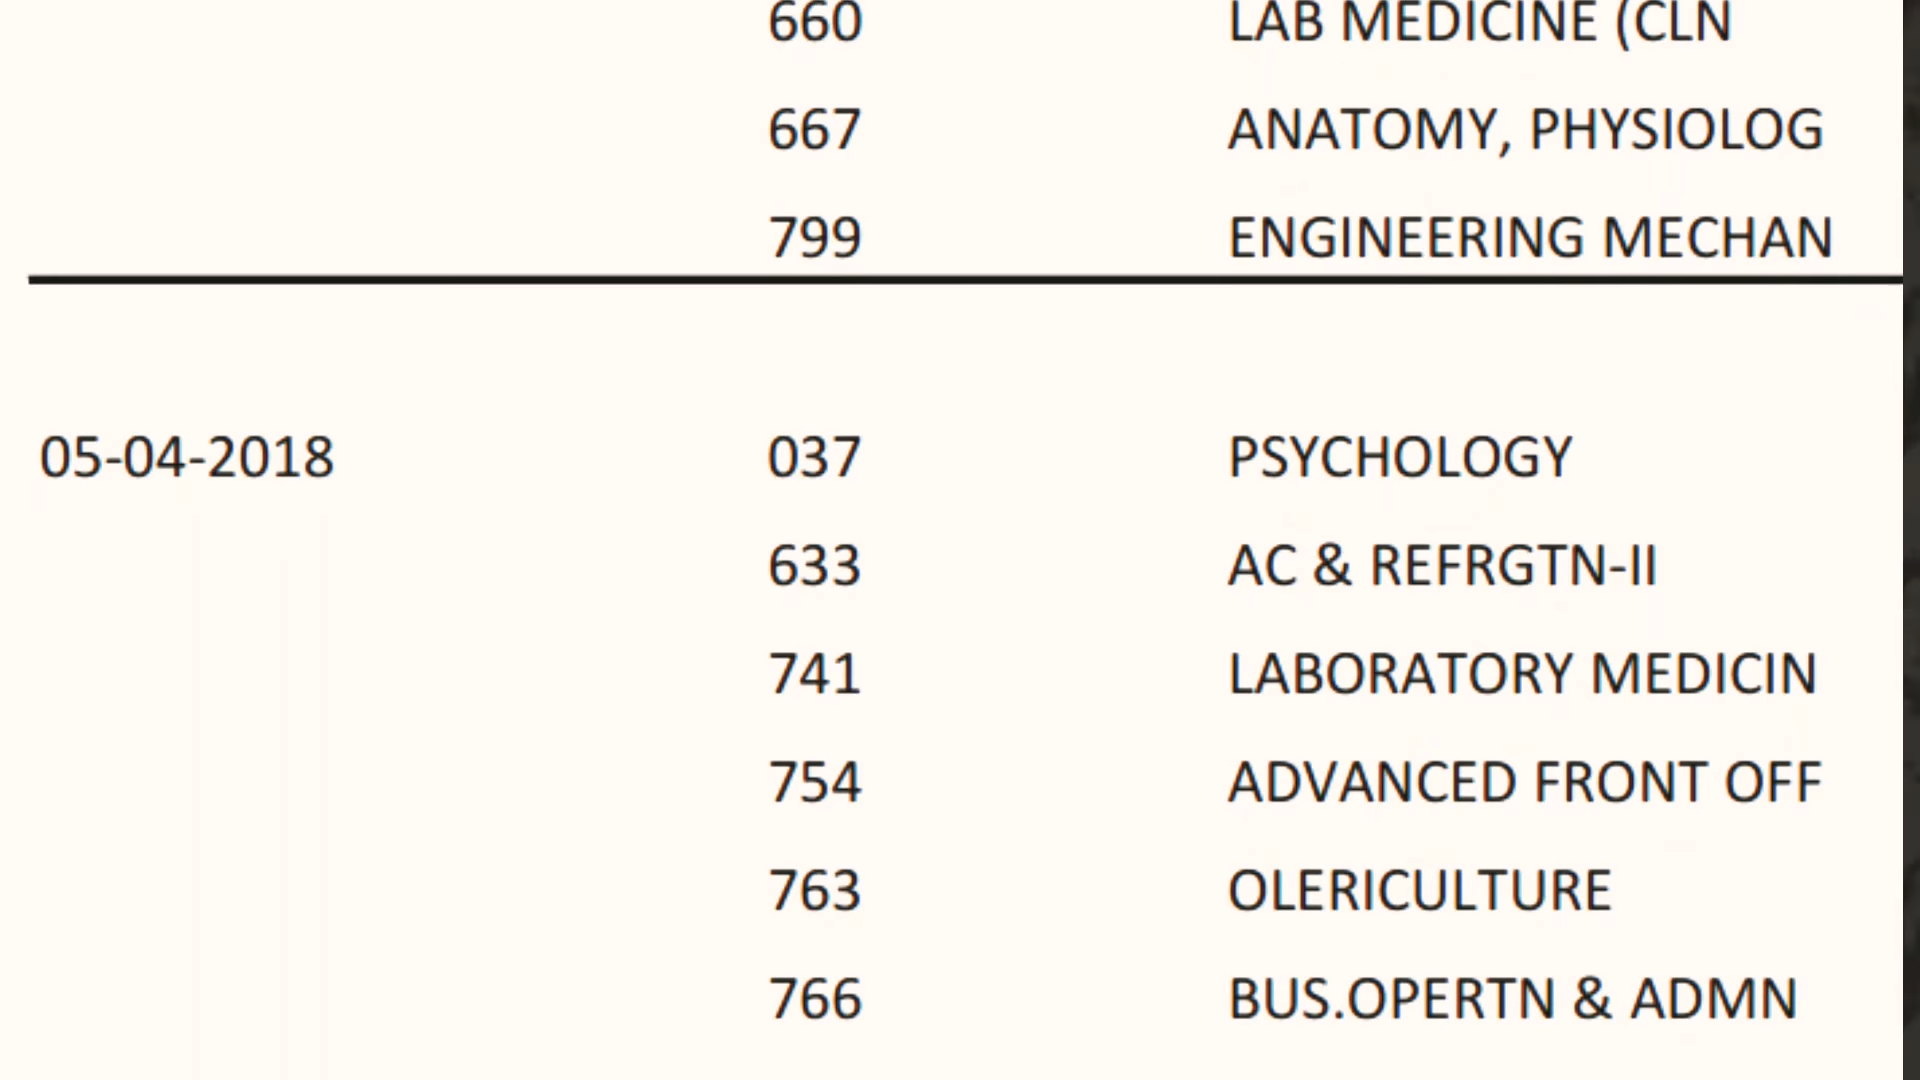 660 LAB MEDICINE (CLN
667 ANATOMY, PHYSIOLOG
799 ENGINEERING MECHAN
05-04-2018 037 PSYCHOLOGY
633 AC & REFRGTN-II
741 LABORATORY MEDICIN
754 ADVANCED FRONT OFF
763 OLERICULTURE
766 BUS.OPERTN & ADMN